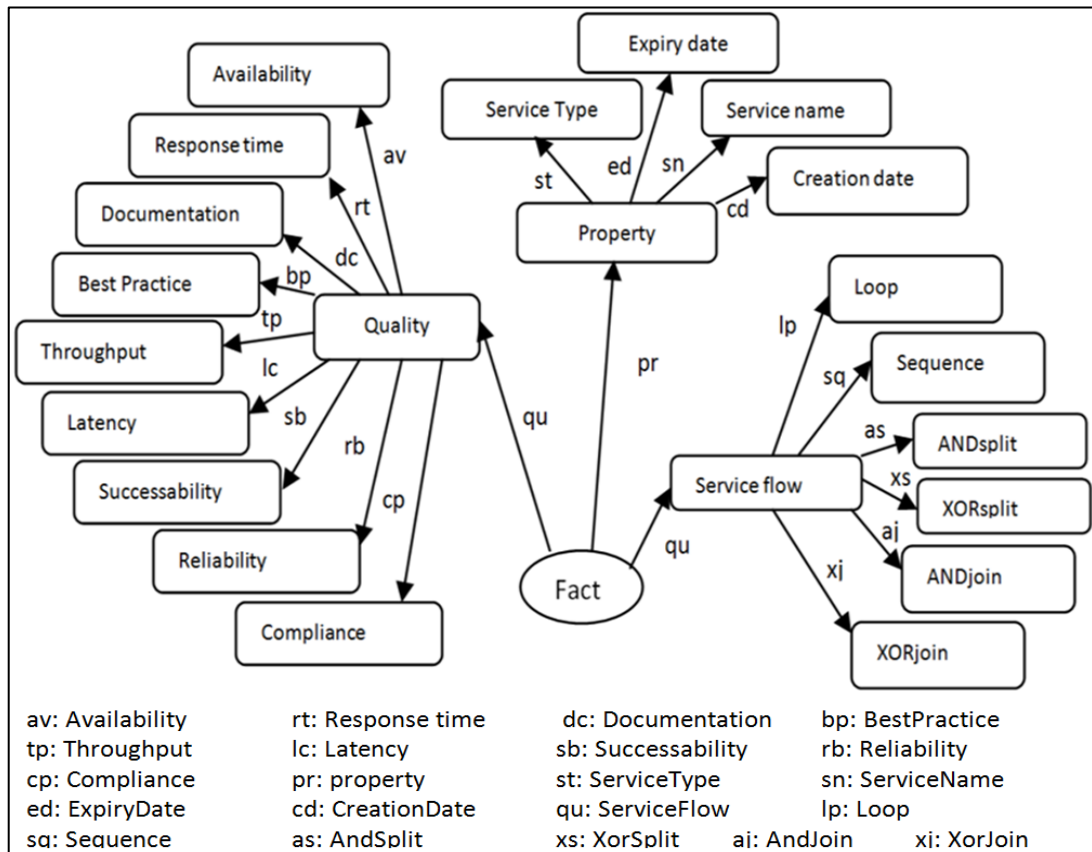 Expiry date
Availability
Service Type
Service name
Response time
av
ed
sn
st
Creation date
cd
rt
Documentation
Property
dc
bp
Best Practice
Loop
tp
Quality
lp
Throughput
pr
Sequence
lc
sq
Latency
sb
qu
as
ANDsplit
rb
xs
Successability
Service flow
cp
XORsplit
aj
qu
Reliability
xj
ANDjoin
Fact
Compliance
XORjoin
av: Availability rt: Response time dc: Documentation bp: BestPractice
tp: Throughput lc: Latency sb: Successability rb: Reliability
cp: Compliance pr: property st: ServiceType sn: ServiceName
ed: ExpiryDate cd: CreationDate qu: ServiceFlow lp: Loop
sq: Sequence as: AndSplit xs: XorSplit aj: AndJoin xj: XorJoin